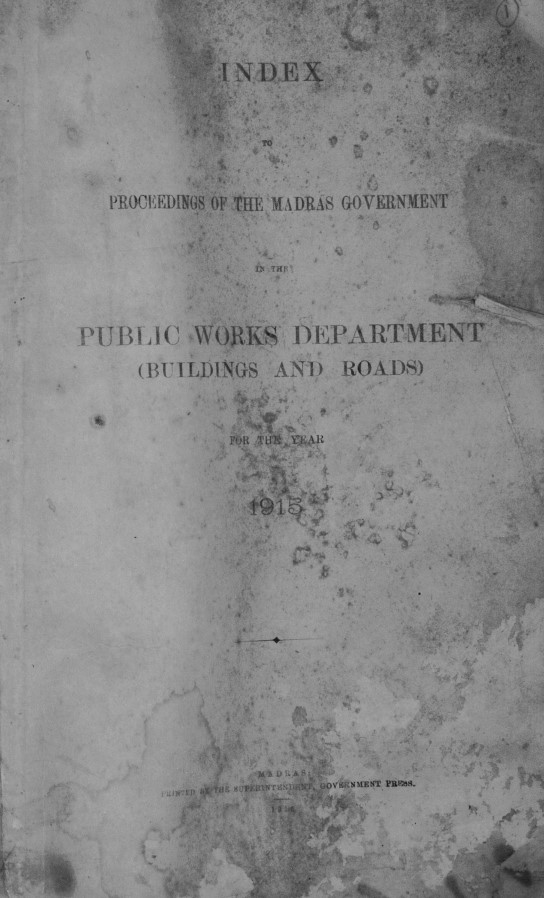 1
INDEX
TO
PROCEEDINGS OF THE MADRAS GOVERNMENT
IN THE
PUBLIC WORKS DEPARTMENT
(BUILDINGS AND ROADS)
FOR THE YEAR
1915
MADRAS
PRINTED BY THE SUPERINTENDENT, GOVERNMENT PRESS.